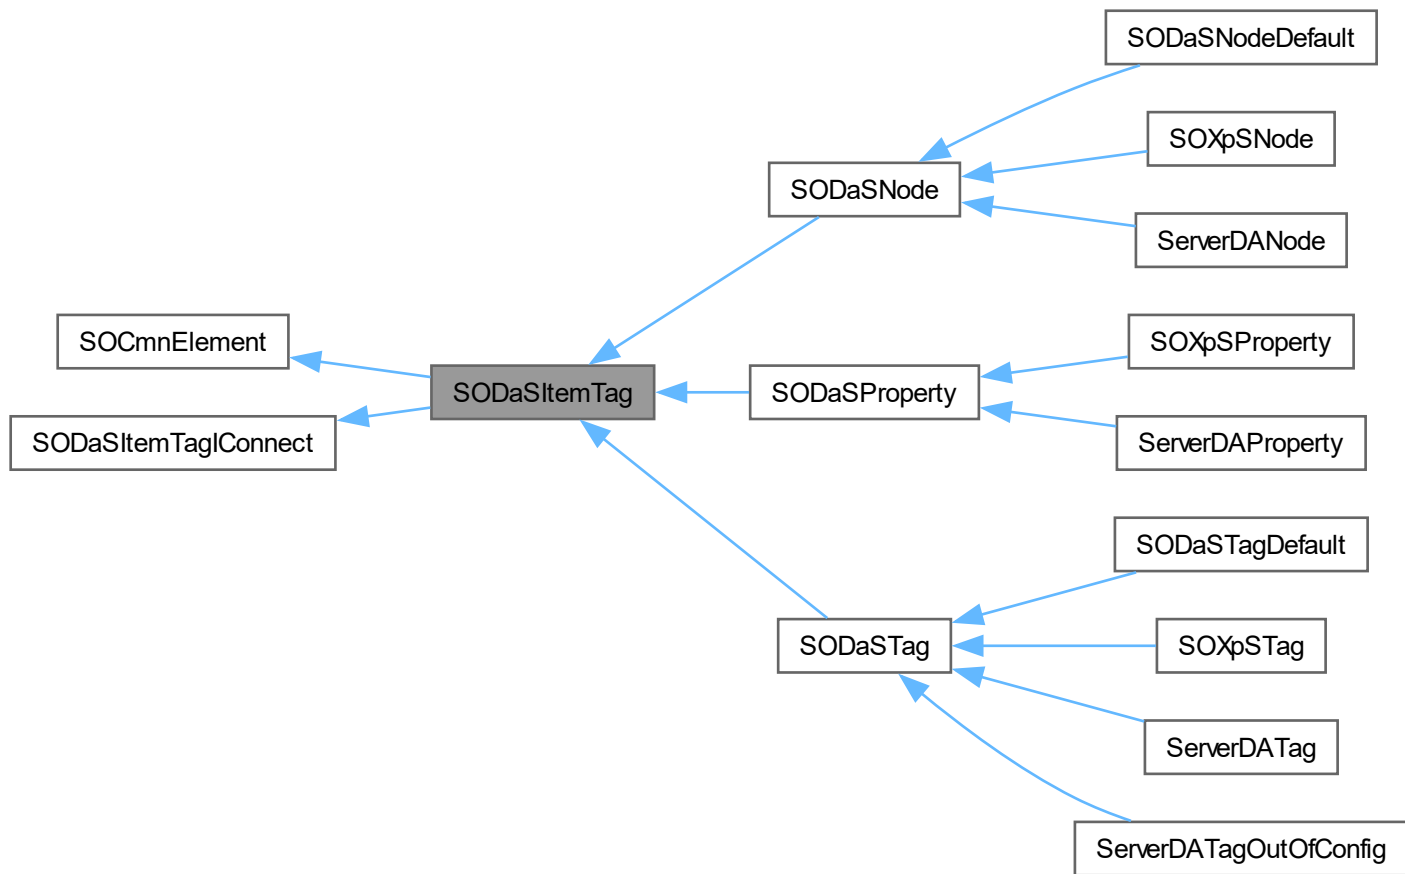 SODaSNodeDefault
SOXpSNode
SODaSNode
ServerDANode
SOCmnElement
SOXpSProperty
SODaSItemTag
SODaSProperty
SODaSItemTagIConnect
ServerDAProperty
SODaSTagDefault
SODaSTag
SOXpSTag
ServerDATag
ServerDATagOutOfConfig